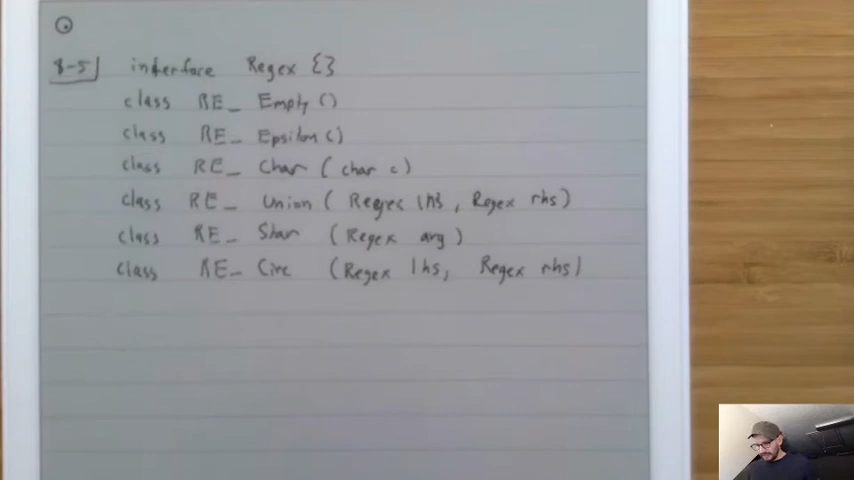 8-5| interface Regex {}
class RE_ Empty ()
class RE_ Epsilon ()
class RE_ Char ( char c )
class RE_ Union ( Regex lhs , Regex rhs )
class RE_ Star ( Regex arg )
class RE_ Circ ( Regex lhs, Regex rhs )